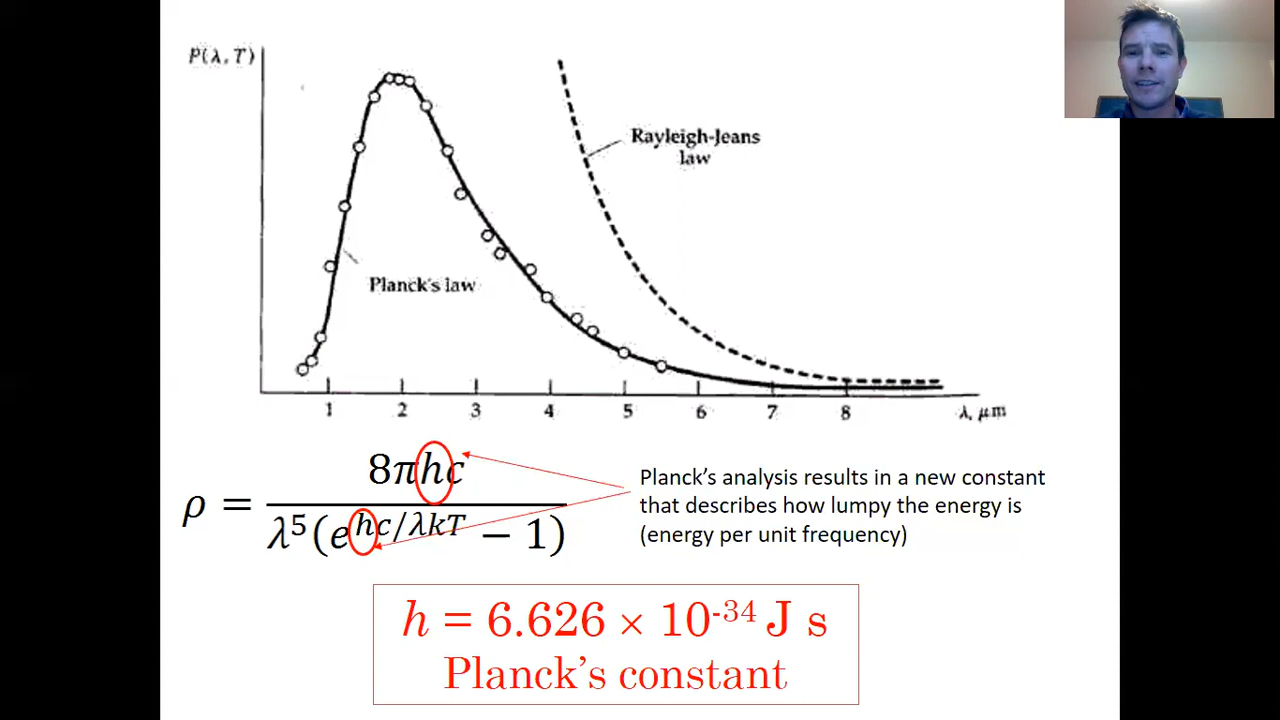 P(λ, T)
Rayleigh-Jeans
law
Planck's law
1 2 3 4 5 6 7 8 λ, μm
ρ = 8πhc / λ⁵(e^{hc/λkT} − 1)
Planck's analysis results in a new constant
that describes how lumpy the energy is
(energy per unit frequency)
h = 6.626 × 10⁻³⁴ J s
Planck's constant